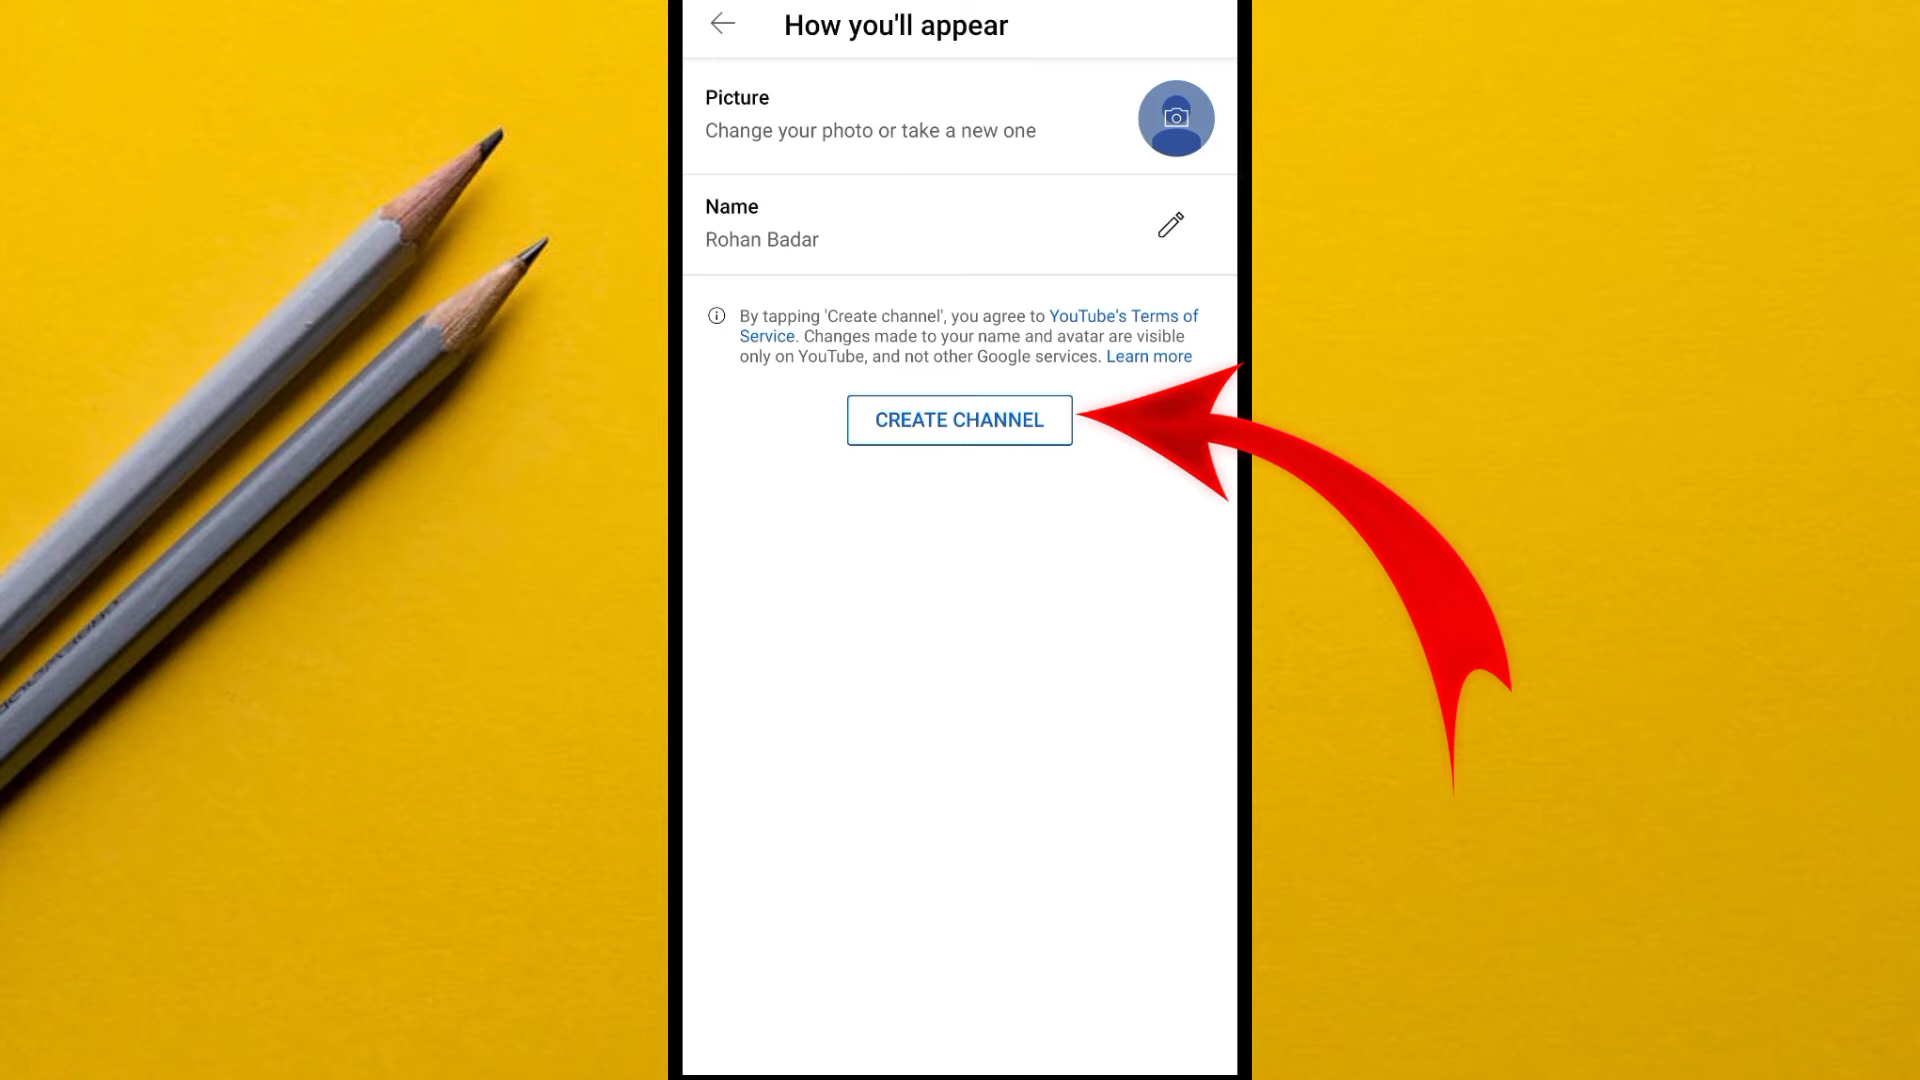 How you'll appear
Picture
Change your photo or take a new one
Name
Rohan Badar
By tapping 'Create channel', you agree to YouTube's Terms of
Service. Changes made to your name and avatar are visible
only on YouTube, and not other Google services. Learn more
CREATE CHANNEL